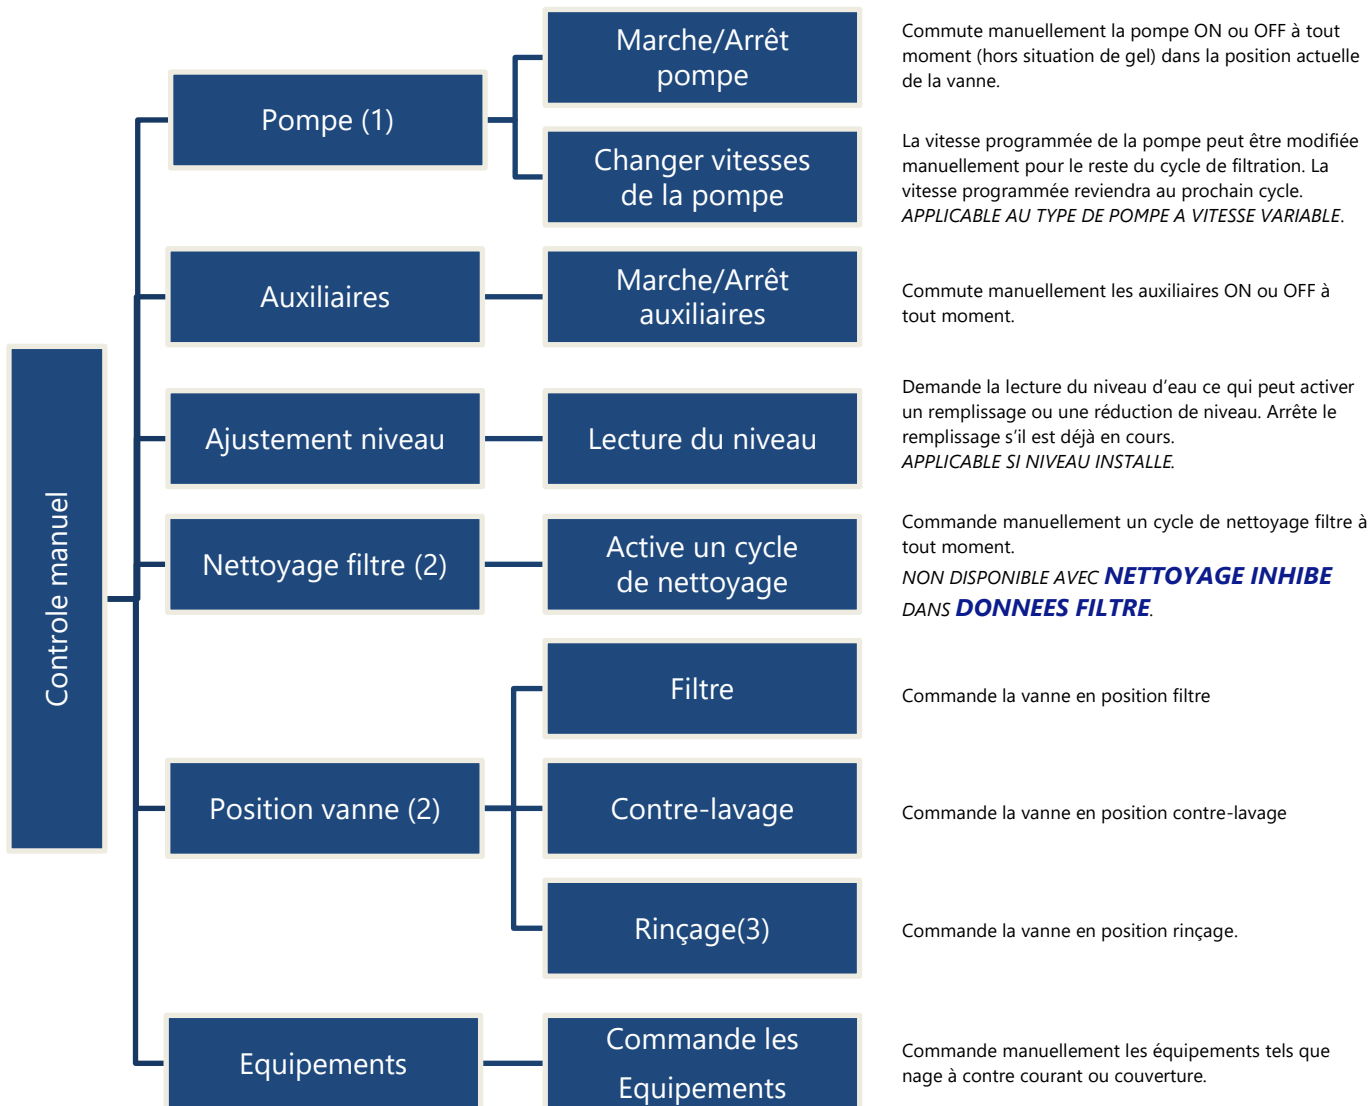 Controle manuel
Pompe (1)
Marche/Arrêt
pompe
Commute manuellement la pompe ON ou OFF à tout
moment (hors situation de gel) dans la position actuelle
de la vanne.
Changer vitesses
de la pompe
La vitesse programmée de la pompe peut être modifiée
manuellement pour le reste du cycle de filtration. La
vitesse programmée reviendra au prochain cycle.
APPLICABLE AU TYPE DE POMPE A VITESSE VARIABLE.
Auxiliaires
Marche/Arrêt
auxiliaires
Commute manuellement les auxiliaires ON ou OFF à
tout moment.
Ajustement niveau
Lecture du niveau
Demande la lecture du niveau d’eau ce qui peut activer
un remplissage ou une réduction de niveau. Arrête le
remplissage s’il est déjà en cours.
APPLICABLE SI NIVEAU INSTALLE.
Nettoyage filtre (2)
Active un cycle
de nettoyage
Commande manuellement un cycle de nettoyage filtre à
tout moment.
NON DISPONIBLE AVEC NETTOYAGE INHIBE
DANS DONNEES FILTRE.
Position vanne (2)
Filtre
Commande la vanne en position filtre
Contre-lavage
Commande la vanne en position contre-lavage
Rinçage(3)
Commande la vanne en position rinçage.
Equipements
Commande les
Equipements
Commande manuellement les équipements tels que
nage à contre courant ou couverture.